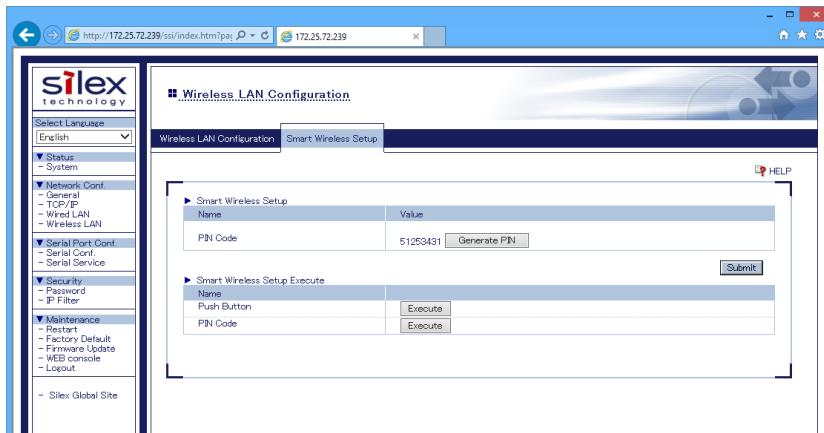 http://172.25.72.239/ssi/index.htm?pag
172.25.72.239
silex
technology
Select Language
English
▼ Status
- System
▼ Network Conf.
- General
- TCP/IP
- Wired LAN
- Wireless LAN
▼ Serial Port Conf.
- Serial Conf.
- Serial Service
▼ Security
- Password
- IP Filter
▼ Maintenance
- Restart
- Factory Default
- Firmware Update
- WEB console
- Logout
- Silex Global Site
Wireless LAN Configuration
Wireless LAN Configuration Smart Wireless Setup
HELP
▶ Smart Wireless Setup
Name Value
PIN Code 51253431 Generate PIN
Submit
▶ Smart Wireless Setup Execute
Name
Push Button Execute
PIN Code Execute